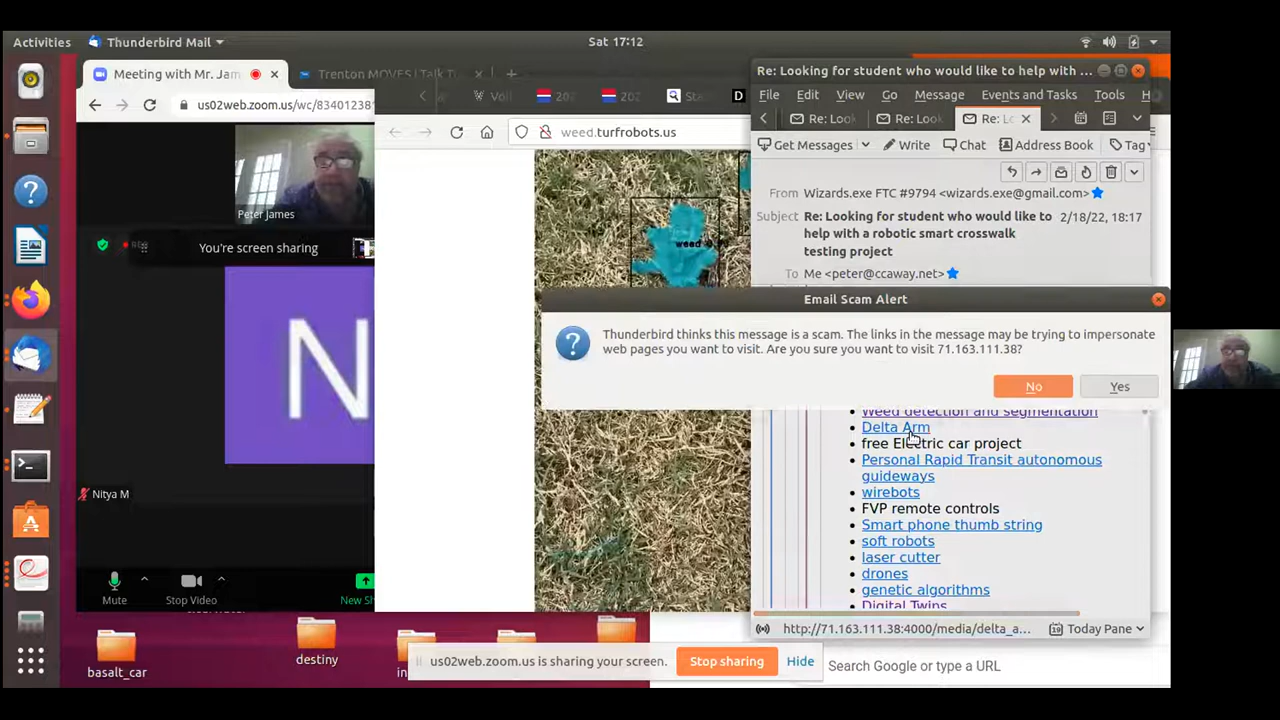 Activities
Thunderbird Mail
Sat 17:12
Meeting with Mr. Jam
Trenton MOVES | Talk T
us02web.zoom.us/wc/83401238
Peter James
You're screen sharing
N
Nitya M
Mute
Stop Video
New Sh
202
202
Sta
D
weed.turfrobots.us
weed
Re: Looking for student who would like to help with ...
File
Edit
View
Go
Message
Events and Tasks
Tools
H
Re: Look
Re: Look
Re: Lo
Get Messages
Write
Chat
Address Book
Tag
From Wizards.exe FTC #9794 <wizards.exe@gmail.com>
Subject Re: Looking for student who would like to 2/18/22, 18:17
help with a robotic smart crosswalk
testing project
To Me <peter@ccaway.net>
Email Scam Alert
Thunderbird thinks this message is a scam. The links in the message may be trying to impersonate
web pages you want to visit. Are you sure you want to visit 71.163.111.38?
No
Yes
Weed detection and segmentation
Delta Arm
free Electric car project
Personal Rapid Transit autonomous
guideways
wirebots
FVP remote controls
Smart phone thumb string
soft robots
laser cutter
drones
genetic algorithms
Digital Twins
http://71.163.111.38:4000/media/delta_a...
19
Today Pane
basalt_car
destiny
in
us02web.zoom.us is sharing your screen.
Stop sharing
Hide
Search Google or type a URL